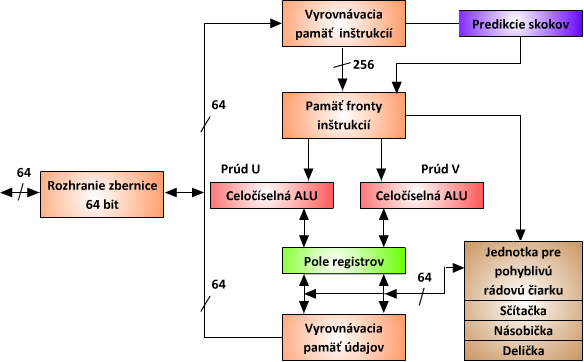 Vyrovnávacia
pamäť inštrukcií
Predikcie skokov
256
64
Pamäť fronty
inštrukcií
Prúd U
Prúd V
64
Rozhranie zbernice
64 bit
Celočíselná ALU
Celočíselná ALU
Pole registrov
64
64
Jednotka pre
pohyblivú
rádovú čiarku
Sčítačka
Násobička
Delička
Vyrovnávacia
pamäť údajov